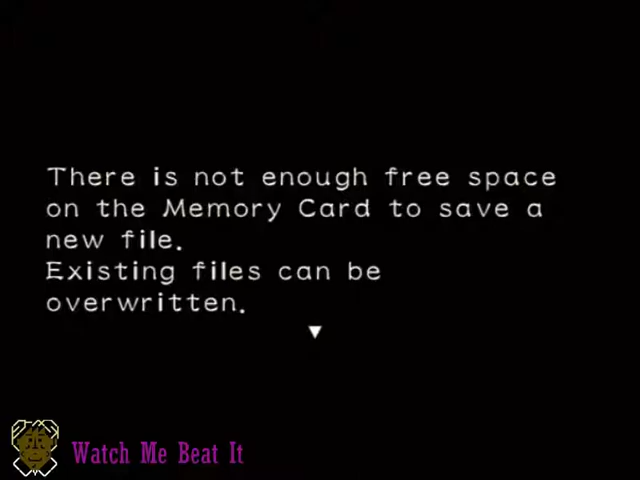 There is not enough free space
on the Memory Card to save a
new file.
Existing files can be
overwritten.
Watch Me Beat It